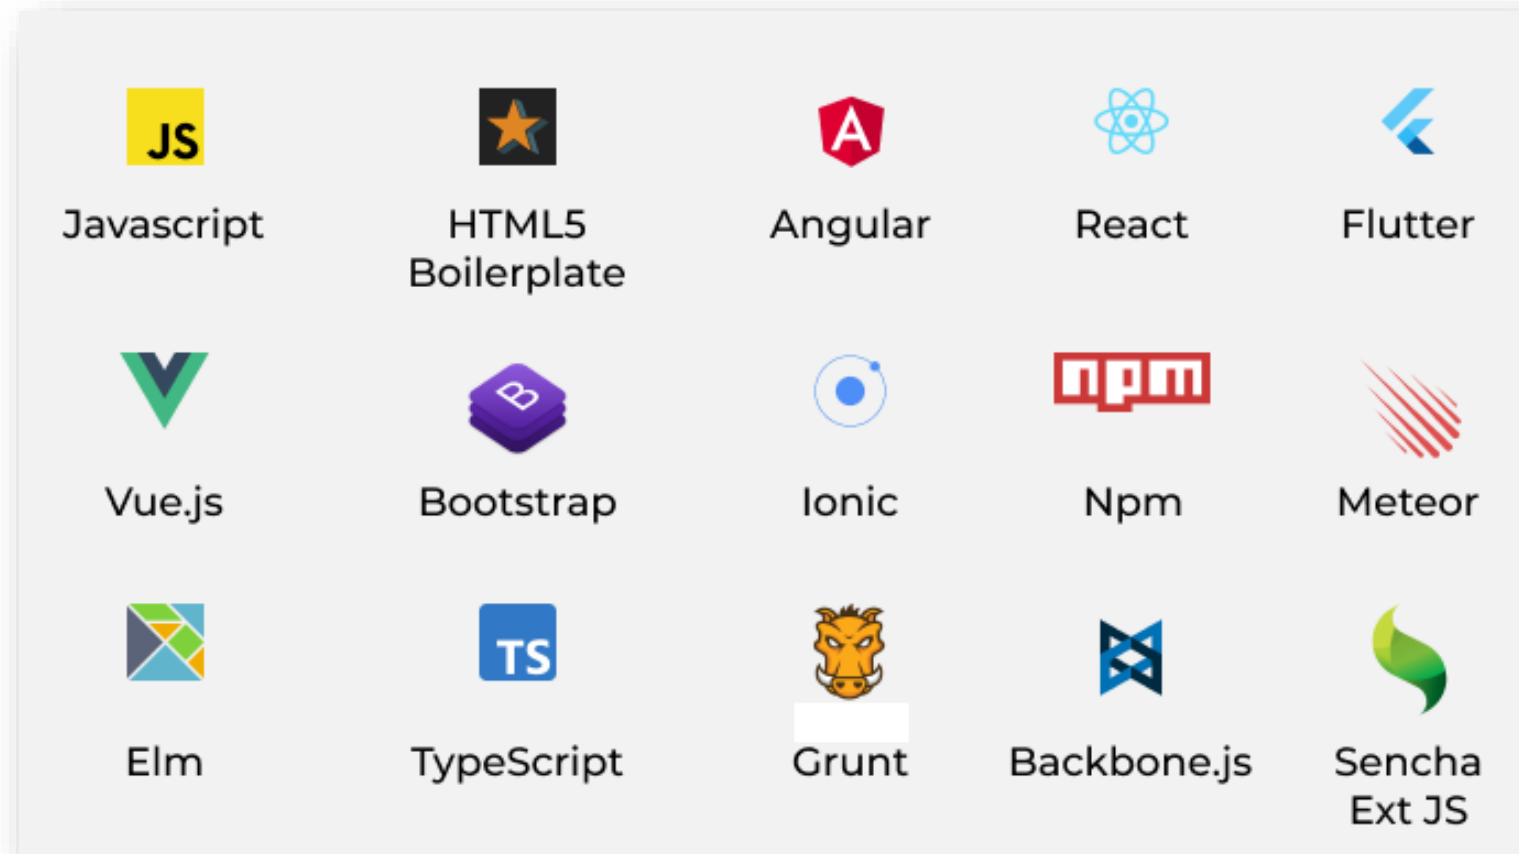 JS
Javascript
HTML5
Boilerplate
A
Angular
React
Flutter
Vue.js
B
Bootstrap
Ionic
npm
Npm
Meteor
Elm
TS
TypeScript
Grunt
Backbone.js
Sencha
Ext JS